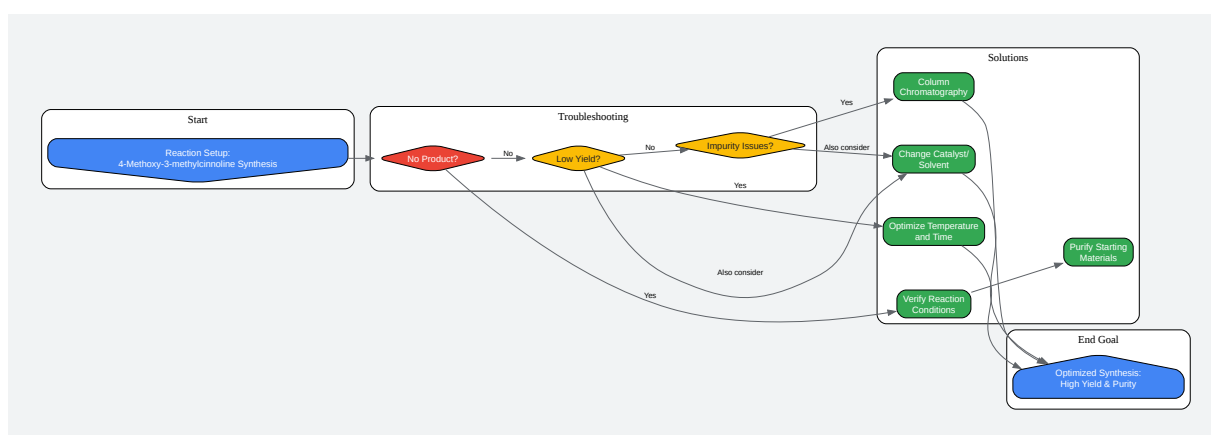 Start
Reaction Setup:
4-Methoxy-3-methylcinnoline Synthesis
Troubleshooting
No Product?
No
Low Yield?
No
Impurity Issues?
Yes
Also consider
Yes
Also consider
Yes
Solutions
Column
Chromatography
Change Catalyst/
Solvent
Optimize Temperature
and Time
Purify Starting
Materials
Verify Reaction
Conditions
End Goal
Optimized Synthesis:
High Yield & Purity